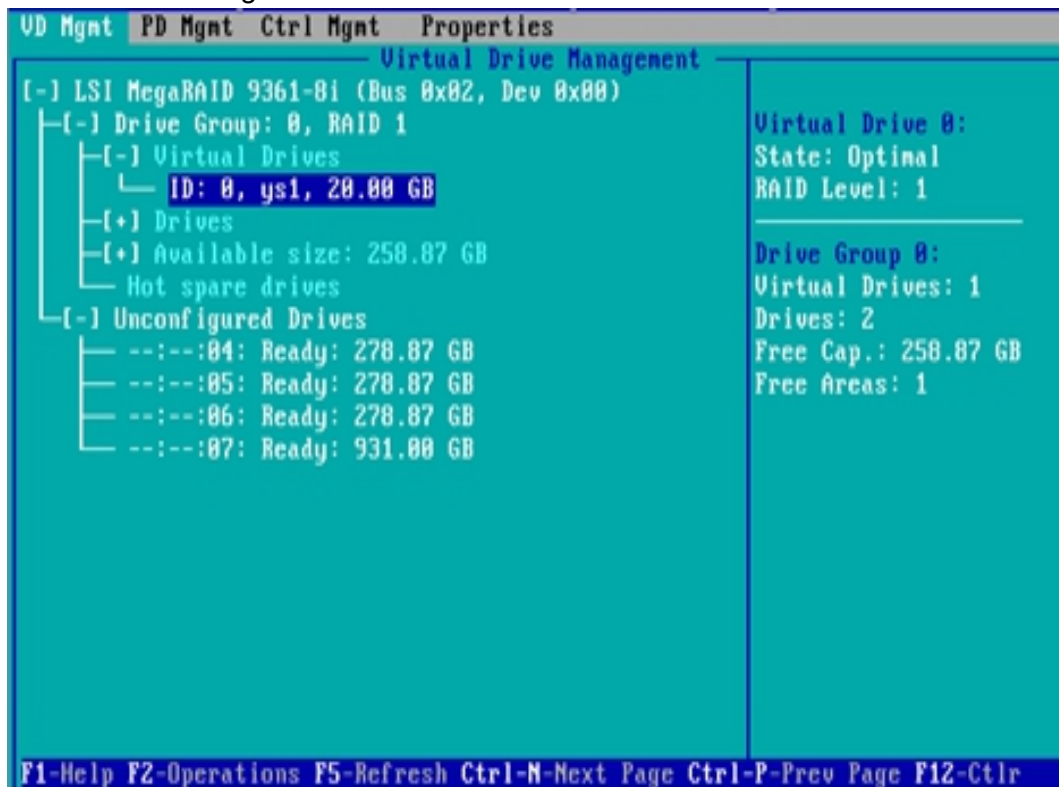 VD Mgmt PD Mgmt Ctrl Mgmt Properties
Virtual Drive Management
[-] LSI MegaRAID 9361-8i (Bus 0x02, Dev 0x00)
[-] Drive Group: 0, RAID 1
[-] Virtual Drives
ID: 0, ys1, 20.00 GB
[+] Drives
[+] Available size: 258.87 GB
Hot spare drives
[-] Unconfigured Drives
--:--:04: Ready: 278.87 GB
--:--:05: Ready: 278.87 GB
--:--:06: Ready: 278.87 GB
--:--:07: Ready: 931.00 GB
Virtual Drive 0:
State: Optimal
RAID Level: 1
Drive Group 0:
Virtual Drives: 1
Drives: 2
Free Cap.: 258.87 GB
Free Areas: 1
F1-Help F2-Operations F5-Refresh Ctrl-N-Next Page Ctrl-P-Prev Page F12-Ctlr